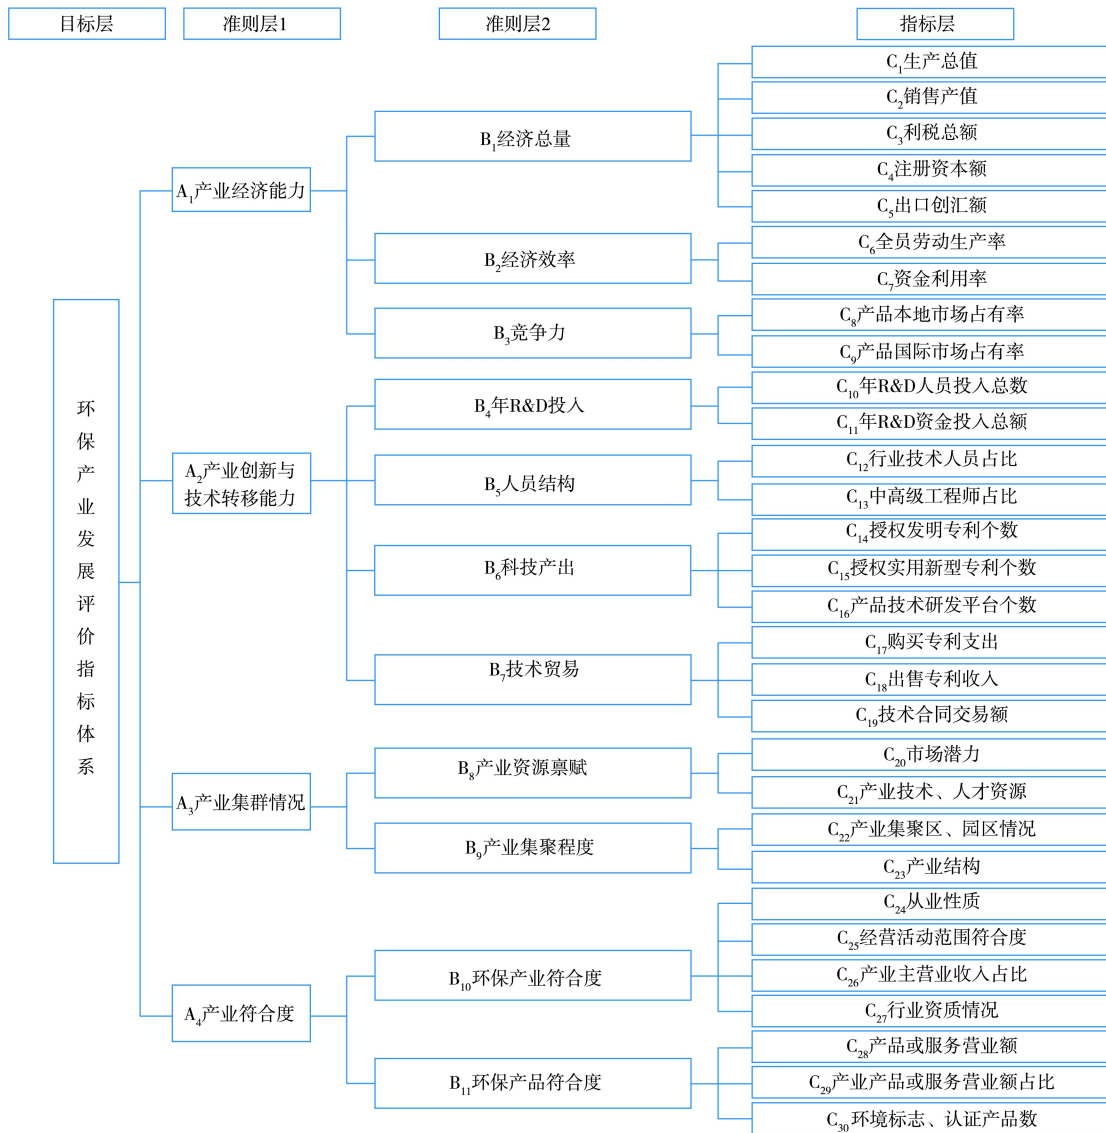 目标层
准则层1
准则层2
指标层
环保产业发展评价指标体系
A₁产业经济能力
A₂产业创新与
技术转移能力
A₃产业集群情况
A₄产业符合度
B₁经济总量
B₂经济效率
B₃竞争力
B₄年R&D投入
B₅人员结构
B₆科技产出
B₇技术贸易
B₈产业资源禀赋
B₉产业集聚程度
B₁₀环保产业符合度
B₁₁环保产品符合度
C₁生产总值
C₂销售产值
C₃利税总额
C₄注册资本额
C₅出口创汇额
C₆全员劳动生产率
C₇资金利用率
C₈产品本地市场占有率
C₉产品国际市场占有率
C₁₀年R&D人员投入总数
C₁₁年R&D资金投入总额
C₁₂行业技术人员占比
C₁₃中高级工程师占比
C₁₄授权发明专利个数
C₁₅授权实用新型专利个数
C₁₆产品技术研发平台个数
C₁₇购买专利支出
C₁₈出售专利收入
C₁₉技术合同交易额
C₂₀市场潜力
C₂₁产业技术、人才资源
C₂₂产业集聚区、园区情况
C₂₃产业结构
C₂₄从业性质
C₂₅经营活动范围符合度
C₂₆产业主营业收入占比
C₂₇行业资质情况
C₂₈产品或服务营业额
C₂₉产业产品或服务营业额占比
C₃₀环境标志、认证产品数